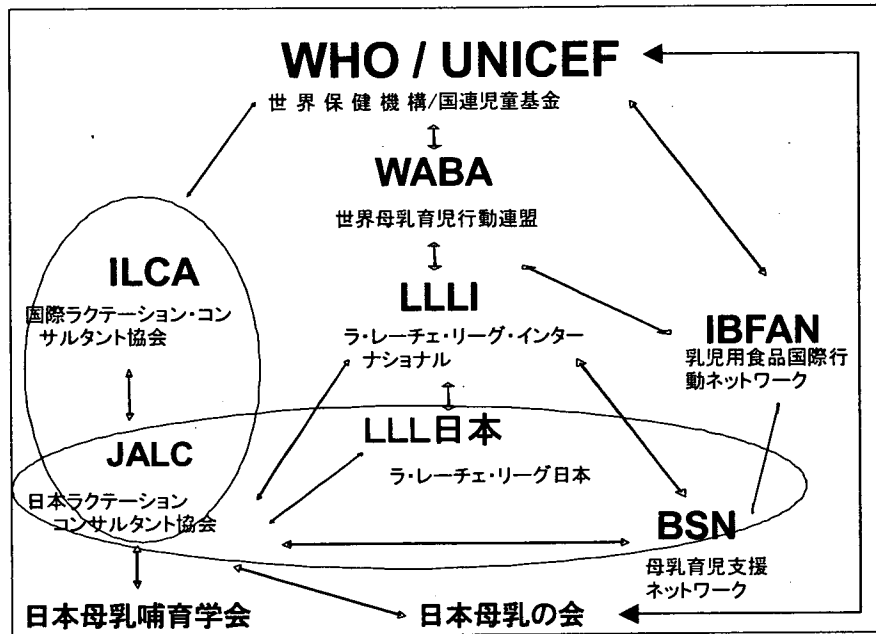 WHO / UNICEF
世界保健機構/国連児童基金
WABA
世界母乳育児行動連盟
ILCA
国際ラクテーション・コン
サルタント協会
LLLI
ラ・レーチェ・リーグ・インター
ナショナル
IBFAN
乳児用食品国際行
動ネットワーク
LLL日本
ラ・レーチェ・リーグ日本
JALC
日本ラクテーション
コンサルタント協会
BSN
母乳育児支援
ネットワーク
日本母乳哺育学会
日本母乳の会